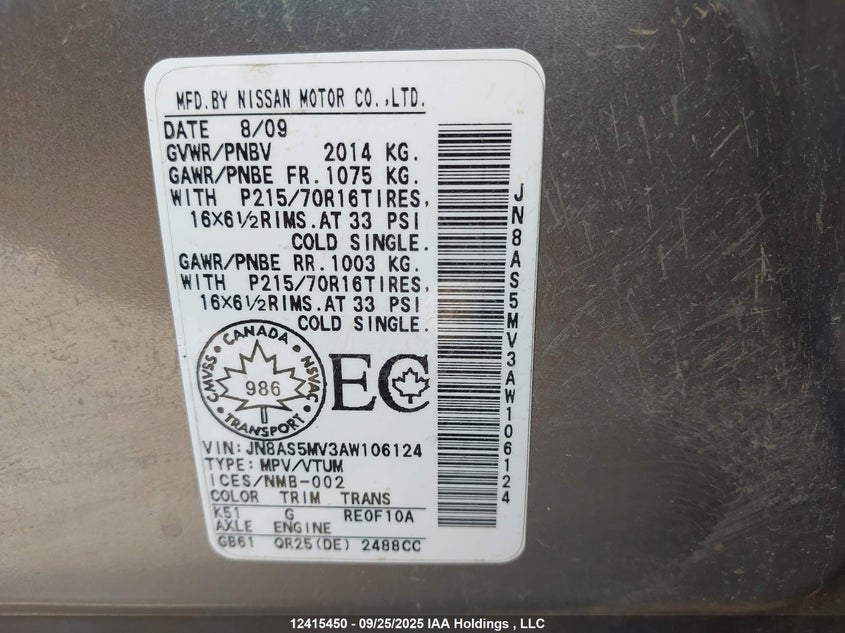 MFD.BY NISSAN MOTOR CO.,LTD.
DATE 8/09
GVWR/PNBV 2014 KG.
GAWR/PNBE FR.1075 KG.
WITH P215/70R16TIRES,
16X6½RIMS.AT 33 PSI
COLD SINGLE.
GAWR/PNBE RR.1003 KG.
WITH P215/70R16TIRES,
16X6½RIMS.AT 33 PSI
COLD SINGLE.
CANADA
CMVSS
NSVAC
986
TRANSPORT
EC
VIN:JN8AS5MV3AW106124
TYPE:MPV/VTUM
ICES/NMB-002
COLOR TRIM TRANS
K51 G RE0F10A
AXLE ENGINE
GB61 QR25(DE) 2488CC
JN8AS5MV3AW106124
12415450 - 09/25/2025 IAA Holdings , LLC